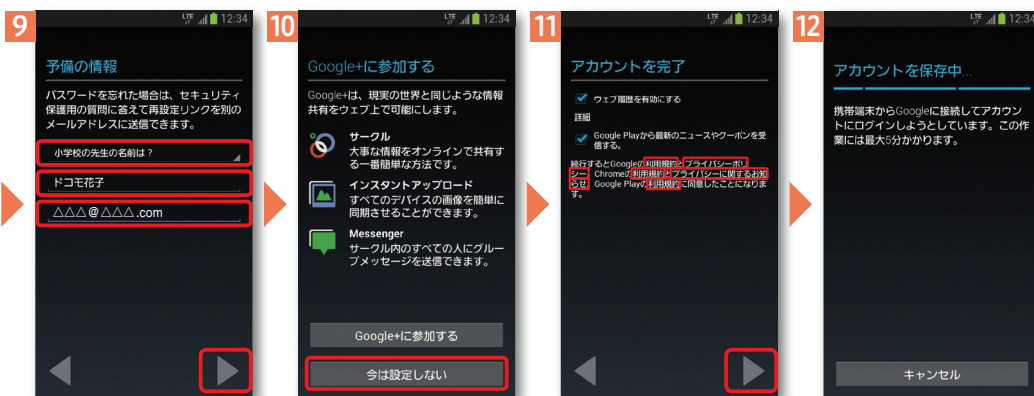 9
LTE 12:34
予備の情報
パスワードを忘れた場合は、セキュリティ
保護用の質問に答えて再設定リンクを別の
メールアドレスに送信できます。
小学校の先生の名前は？
ドコモ花子
△△△@△△△.com
10
LTE 12:34
Google+に参加する
Google+は、現実の世界と同じような情報
共有をウェブ上で可能にします。
サークル
大事な情報をオンラインで共有す
る一番簡単な方法です。
インスタントアップロード
すべてのデバイスの画像を簡単に
同期させることができます。
Messenger
サークル内のすべての人にグルー
プメッセージを送信できます。
Google+に参加する
今は設定しない
11
LTE 12:34
アカウントを完了
ウェブ履歴を有効にする
詳細
Google Playから最新のニュースやクーポンを受
信する。
続行するとGoogleの利用規約とプライバシーポリ
シー、Chromeの利用規約とプライバシーに関するお知
らせ、Google Playの利用規約に同意したことになりま
す。
12
LTE 12:34
アカウントを保存中...
携帯端末からGoogleに接続してアカウン
トにログインしようとしています。この作
業には最大5分かかります。
キャンセル